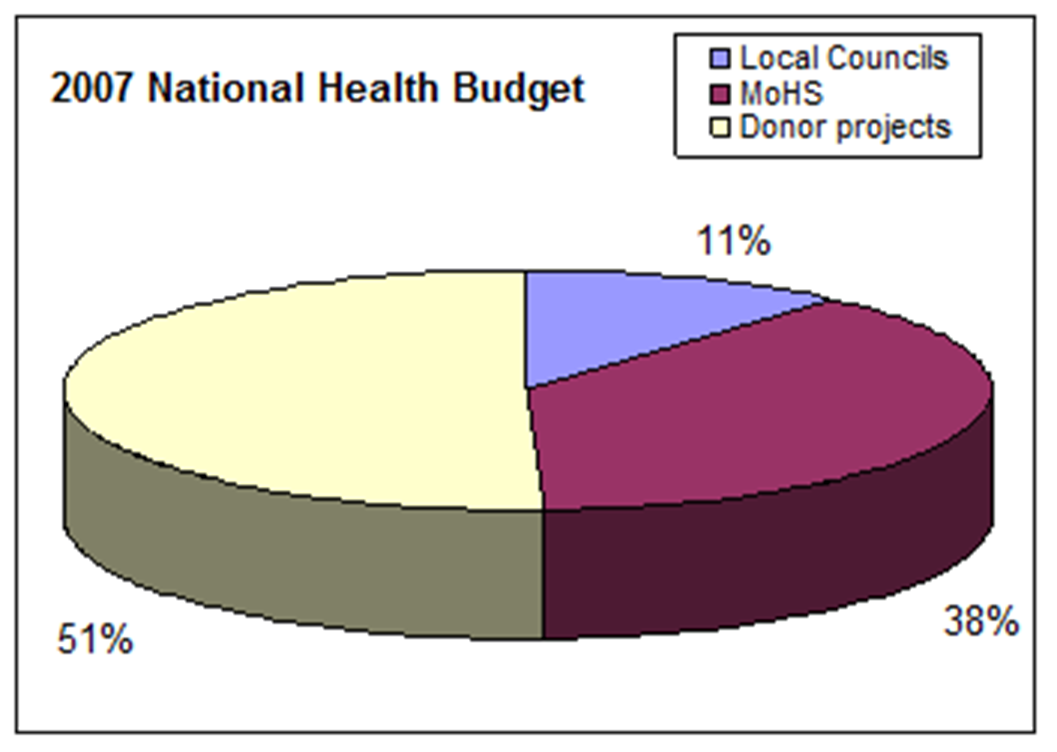 2007 National Health Budget
Local Councils
MoHS
Donor projects
11%
51%
38%